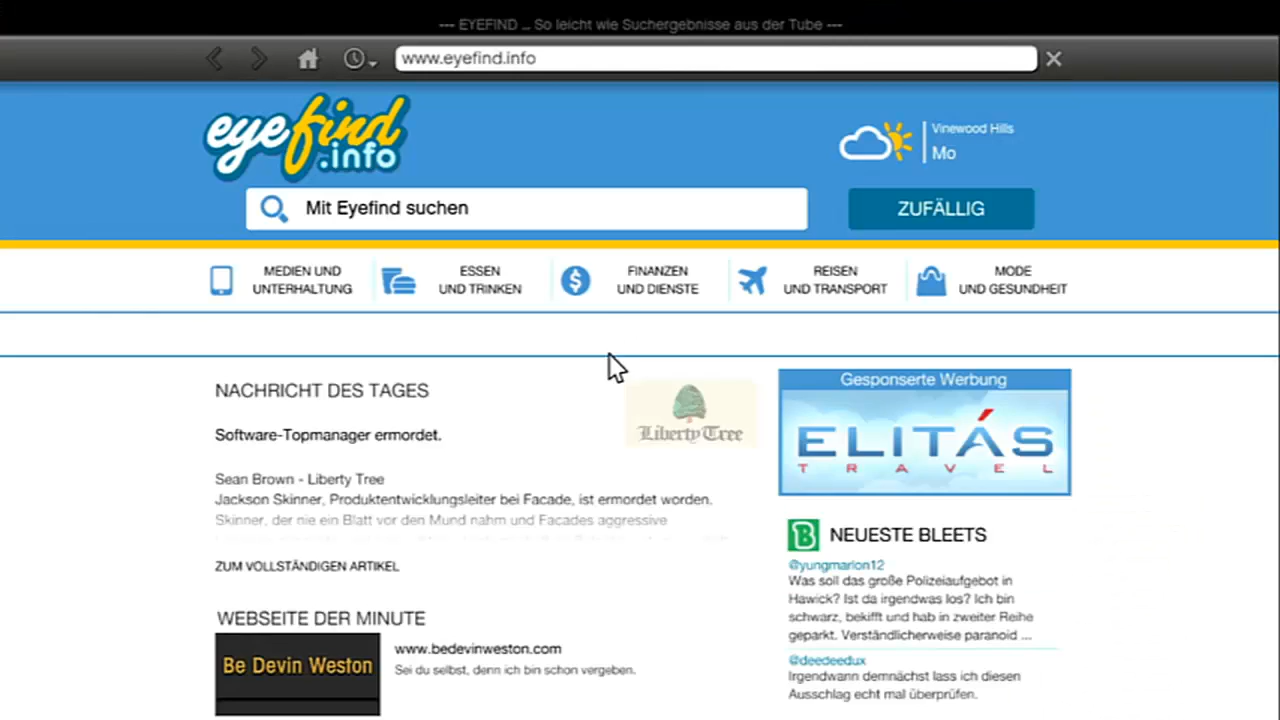 --- EYEFIND ... So leicht wie Suchergebnisse aus der Tube ---
www.eyefind.info
eyefind
.info
Vinewood Hills
Mo
Mit Eyefind suchen
ZUFÄLLIG
MEDIEN UND
UNTERHALTUNG
ESSEN
UND TRINKEN
FINANZEN
UND DIENSTE
REISEN
UND TRANSPORT
MODE
UND GESUNDHEIT
NACHRICHT DES TAGES
Liberty Tree
Software-Topmanager ermordet.
Sean Brown - Liberty Tree
Jackson Skinner, Produktentwicklungsleiter bei Facade, ist ermordet worden.
Skinner, der nie ein Blatt vor den Mund nahm und Facades aggressive
ZUM VOLLSTÄNDIGEN ARTIKEL
WEBSEITE DER MINUTE
Be Devin Weston
www.bedevinweston.com
Sei du selbst, denn ich bin schon vergeben.
Gesponserte Werbung
ELITÁS
TRAVEL
NEUESTE BLEETS
@yungmarlon12
Was soll das große Polizeiaufgebot in
Hawick? Ist da irgendwas los? Ich bin
schwarz, bekifft und hab in zweiter Reihe
geparkt. Verständlicherweise paranoid ...
@deedeedux
Irgendwann demnächst lass ich diesen
Ausschlag echt mal überprüfen.